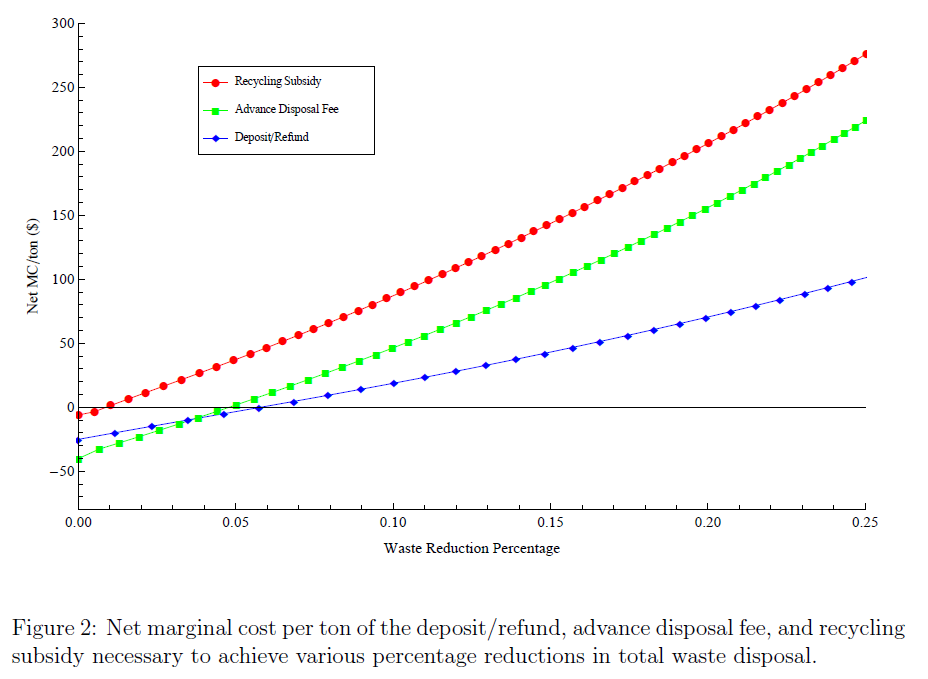 300
250
200
150
100
50
0
−50
Net MC/ton ($)
Recycling Subsidy
Advance Disposal Fee
Deposit/Refund
0.00 0.05 0.10 0.15 0.20 0.25
Waste Reduction Percentage
Figure 2: Net marginal cost per ton of the deposit/refund, advance disposal fee, and recycling
subsidy necessary to achieve various percentage reductions in total waste disposal.